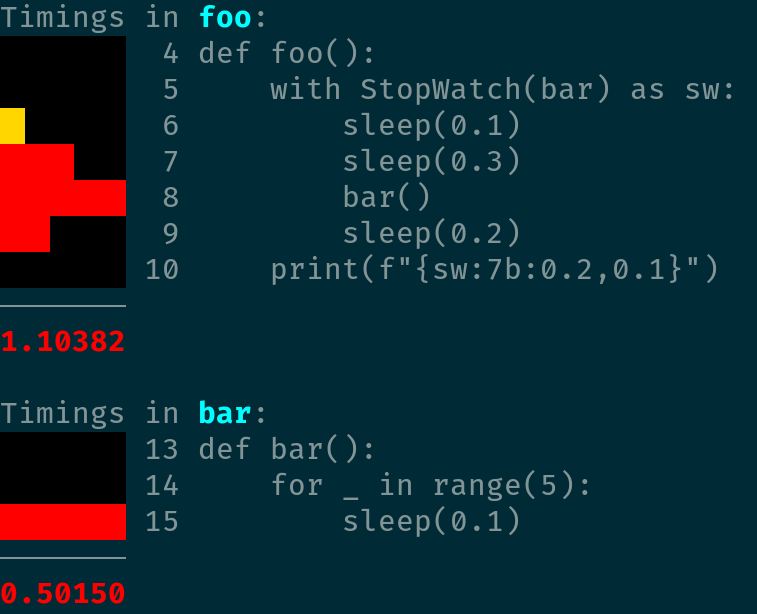 Timings in foo:
4 def foo():
5     with StopWatch(bar) as sw:
6         sleep(0.1)
7         sleep(0.3)
8         bar()
9         sleep(0.2)
10     print(f"{sw:7b:0.2,0.1}")
1.10382
Timings in bar:
13 def bar():
14     for _ in range(5):
15         sleep(0.1)
0.50150